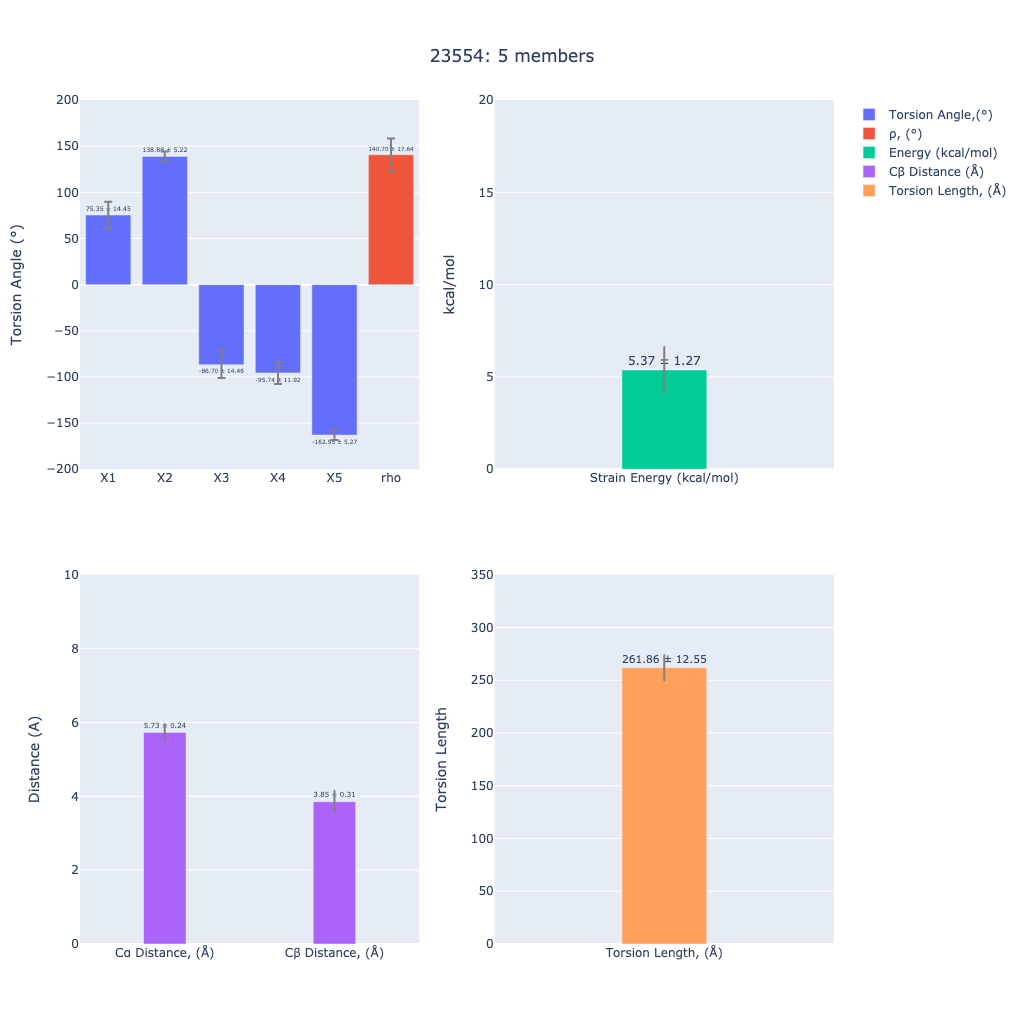 23554: 5 members
Torsion Angle,(°)
ρ, (°)
Energy (kcal/mol)
Cβ Distance (Å)
Torsion Length, (Å)
Torsion Angle (°)
200
150
100
50
0
−50
−100
−150
−200
75.35 ± 14.45
138.88 ± 5.22
-86.70 ± 14.46
-95.74 ± 11.92
-162.95 ± 5.27
140.70 ± 17.64
X1
X2
X3
X4
X5
rho
kcal/mol
20
15
10
5
0
5.37 ± 1.27
Strain Energy (kcal/mol)
Distance (A)
10
8
6
4
2
0
5.73 ± 0.24
3.85 ± 0.31
Cα Distance, (Å)
Cβ Distance, (Å)
Torsion Length
350
300
250
200
150
100
50
0
261.86 ± 12.55
Torsion Length, (Å)